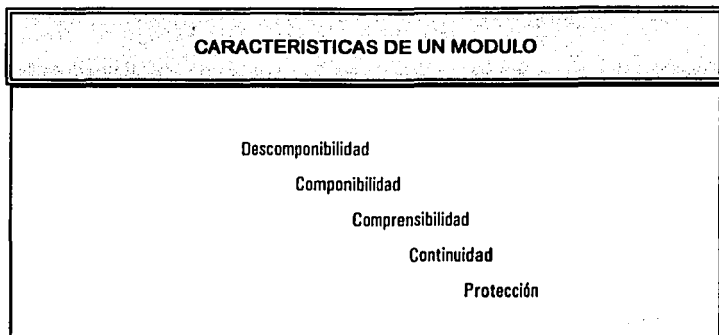 CARACTERISTICAS DE UN MODULO
Descomponibilidad
Componibilidad
Comprensibilidad
Continuidad
Protección